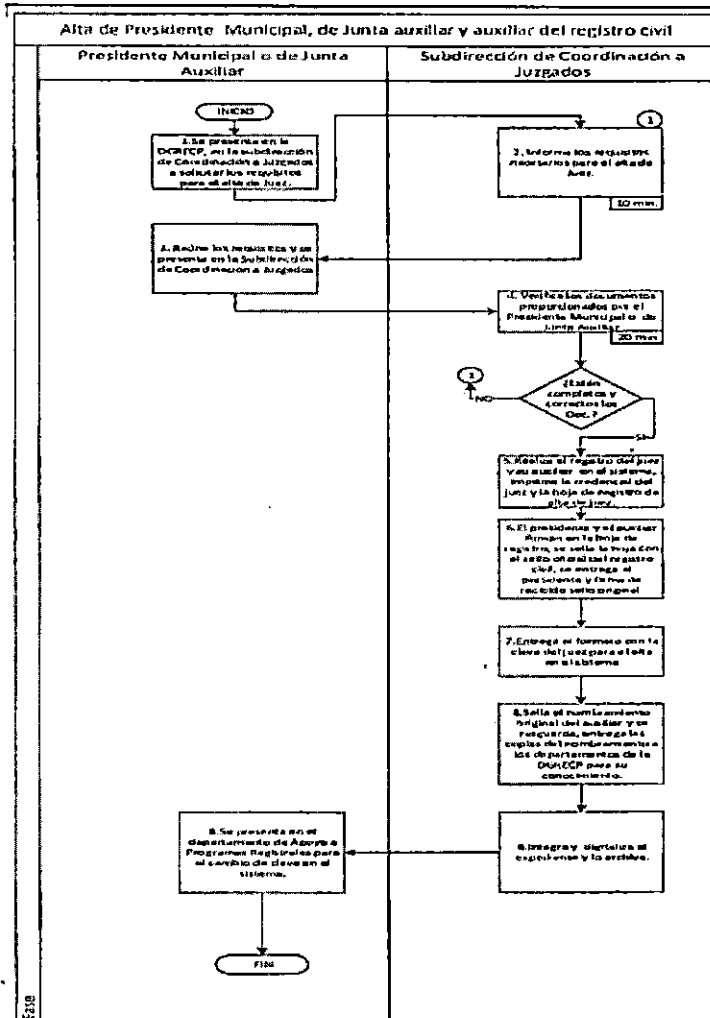 Alta de Presidente Municipal, de Junta auxiliar y auxiliar del registro civil
Presidente Municipal o de Junta
Auxiliar
Subdirección de Coordinación a
Juzgados
INICIO
1.Se presenta en la
DGRECP, en la subdirección
de Coordinación a Juzgados
a solicitar los requisitos
para el alta de Juez.
1
2. Informa los requisitos
necesarios para el alta de
Juez.
10 min.
3. Reúne los requisitos y se
presenta en la Subdirección
de Coordinación a Juzgados
4. Verifica los documentos
proporcionados por el
Presidente Municipal o de
Junta Auxiliar
20 min
¿Están
completos y
correctos los
Doc.?
1
NO
SI
5. Realiza el registro del juez
y su auxiliar en el sistema,
imprime la credencial del
juez y la hoja de registro de
alta de juez.
6. El presidente y el auxiliar
firman en la hoja de
registro, se sella la hoja con
el sello oficial del registro
civil, se entrega al
presidente y firma de
recibido sello original
7. Entrega el formato con la
clave del juez para el alta
en el sistema
8. Sella el nombramiento
original del auxiliar y se
resguarda, entrega las
copias del nombramiento a
los departamentos de la
DGRECP para su
conocimiento.
8.Se presenta en el
departamento de Apoyo a
Programas Registrales para
el cambio de clave en el
sistema.
Integra y digitaliza el
expediente y lo archiva.
FIN
Fase